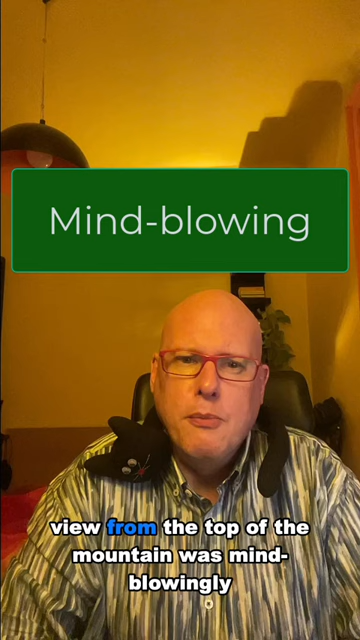 Mind-blowing
view from the top of the
mountain was mind-
blowingly